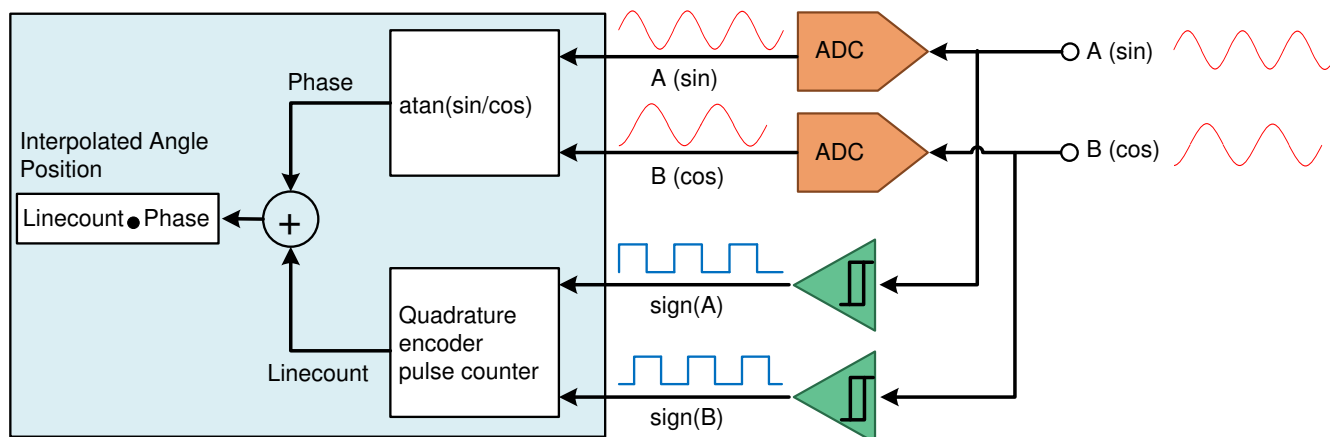 A (sin)
ADC
A (sin)
Phase
atan(sin/cos)
B (cos)
ADC
B (cos)
Interpolated Angle
Position
Linecount ● Phase
+
sign(A)
Quadrature
encoder
pulse counter
Linecount
sign(B)